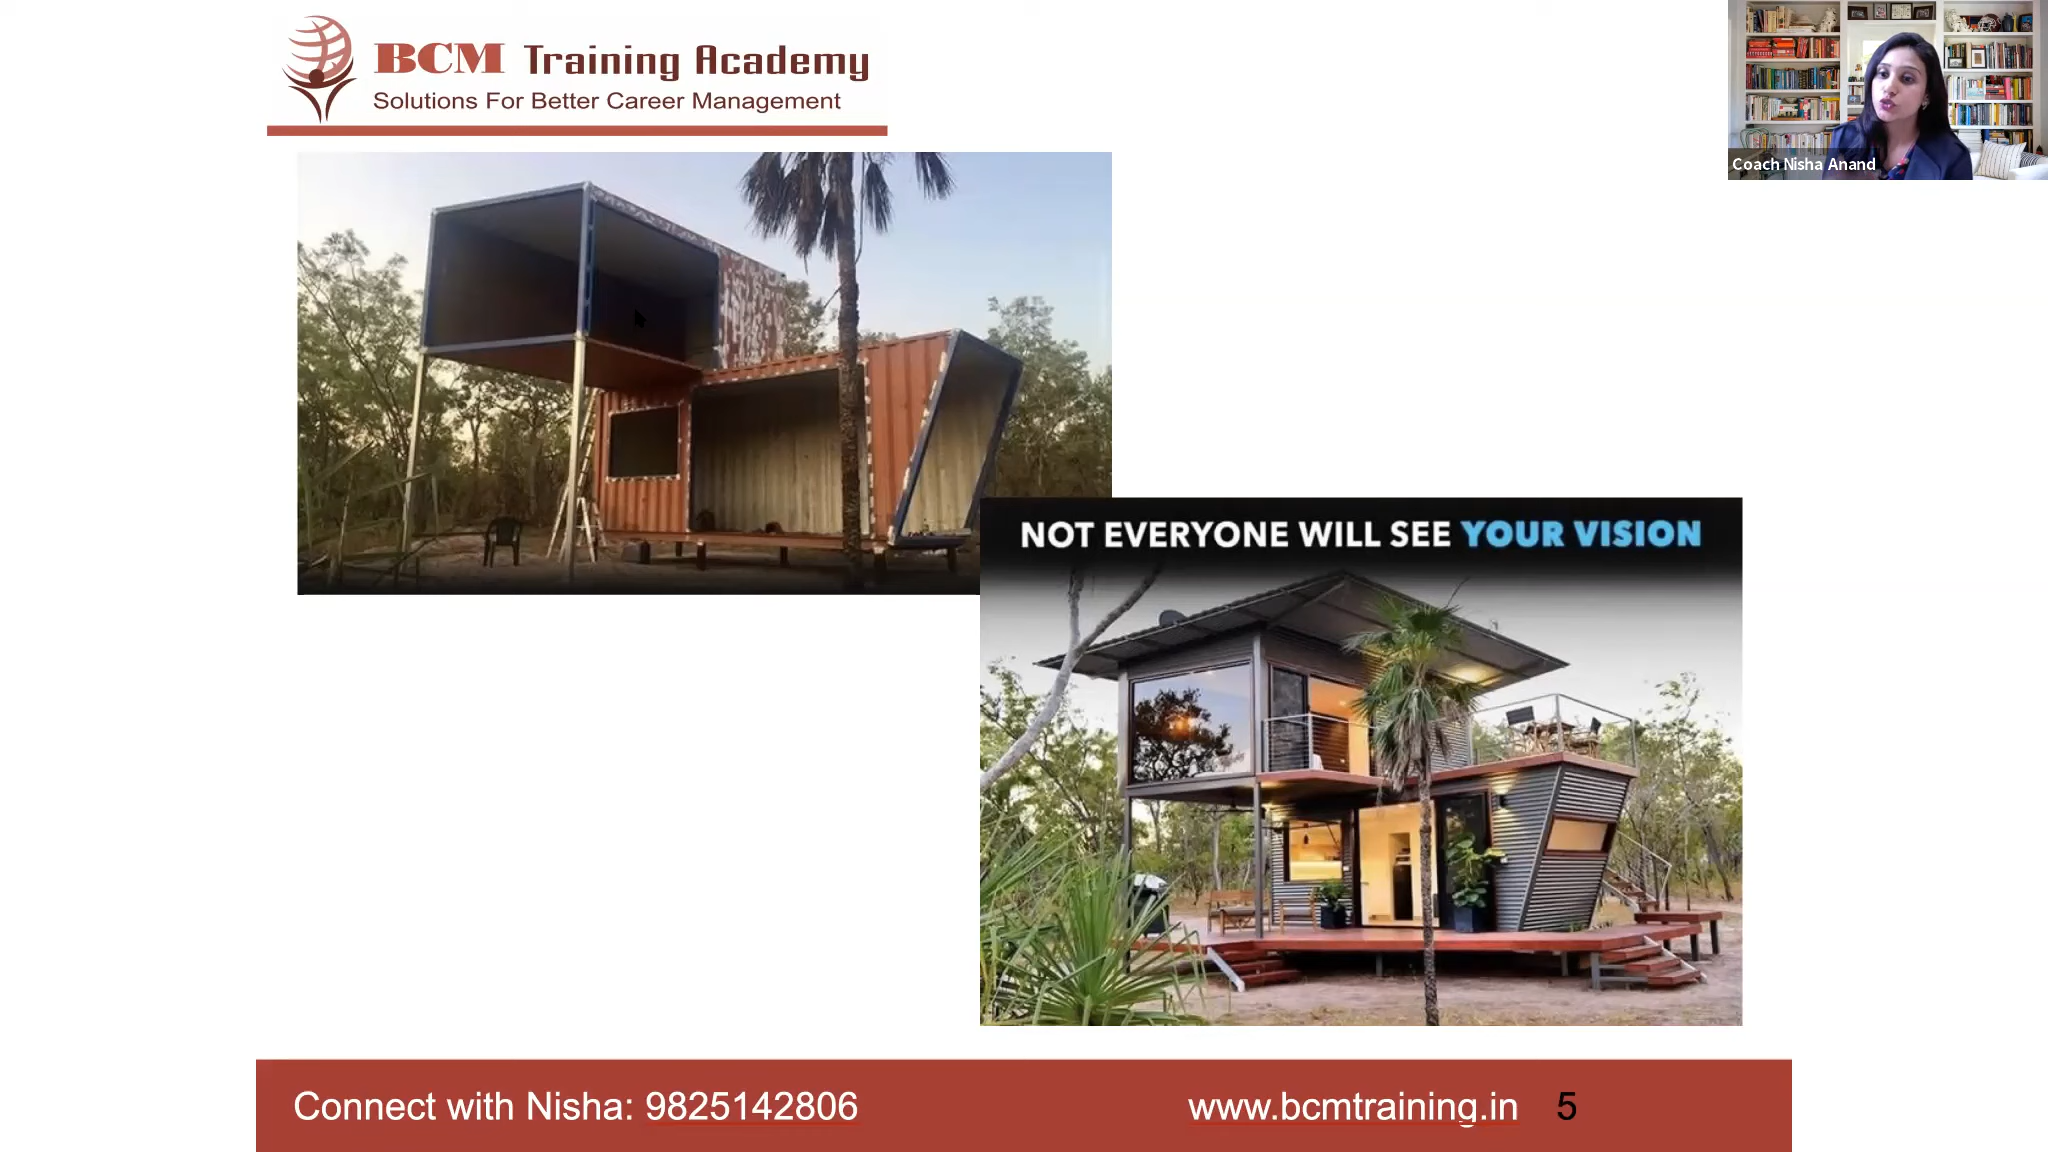 BCM Training Academy
Solutions For Better Career Management
Coach Nisha Anand
NOT EVERYONE WILL SEE YOUR VISION
Connect with Nisha: 9825142806
www.bcmtraining.in 5